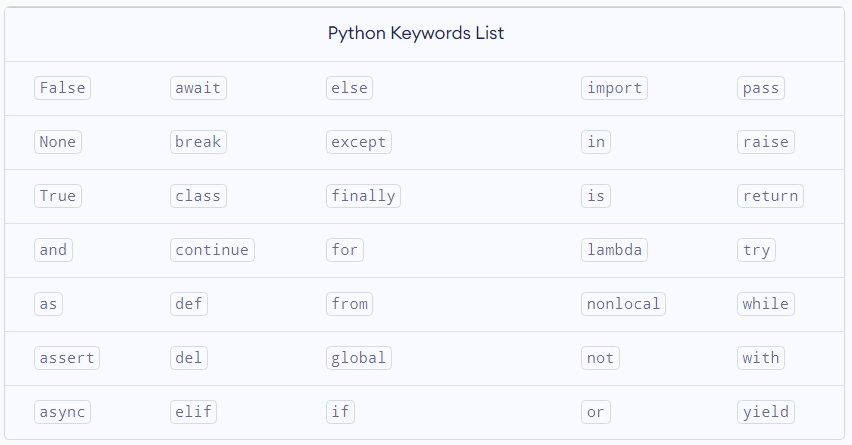 Python Keywords List
False await else import pass
None break except in raise
True class finally is return
and continue for lambda try
as def from nonlocal while
assert del global not with
async elif if or yield